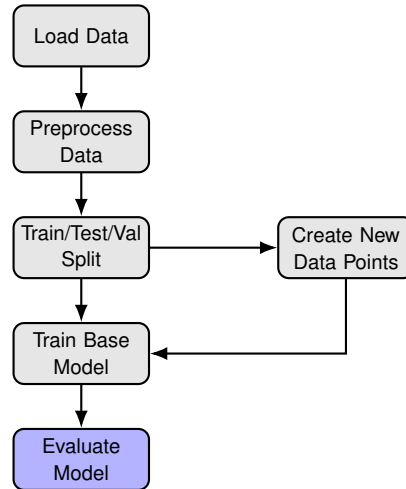 Load Data
Preprocess
Data
Train/Test/Val
Split
Create New
Data Points
Train Base
Model
Evaluate
Model